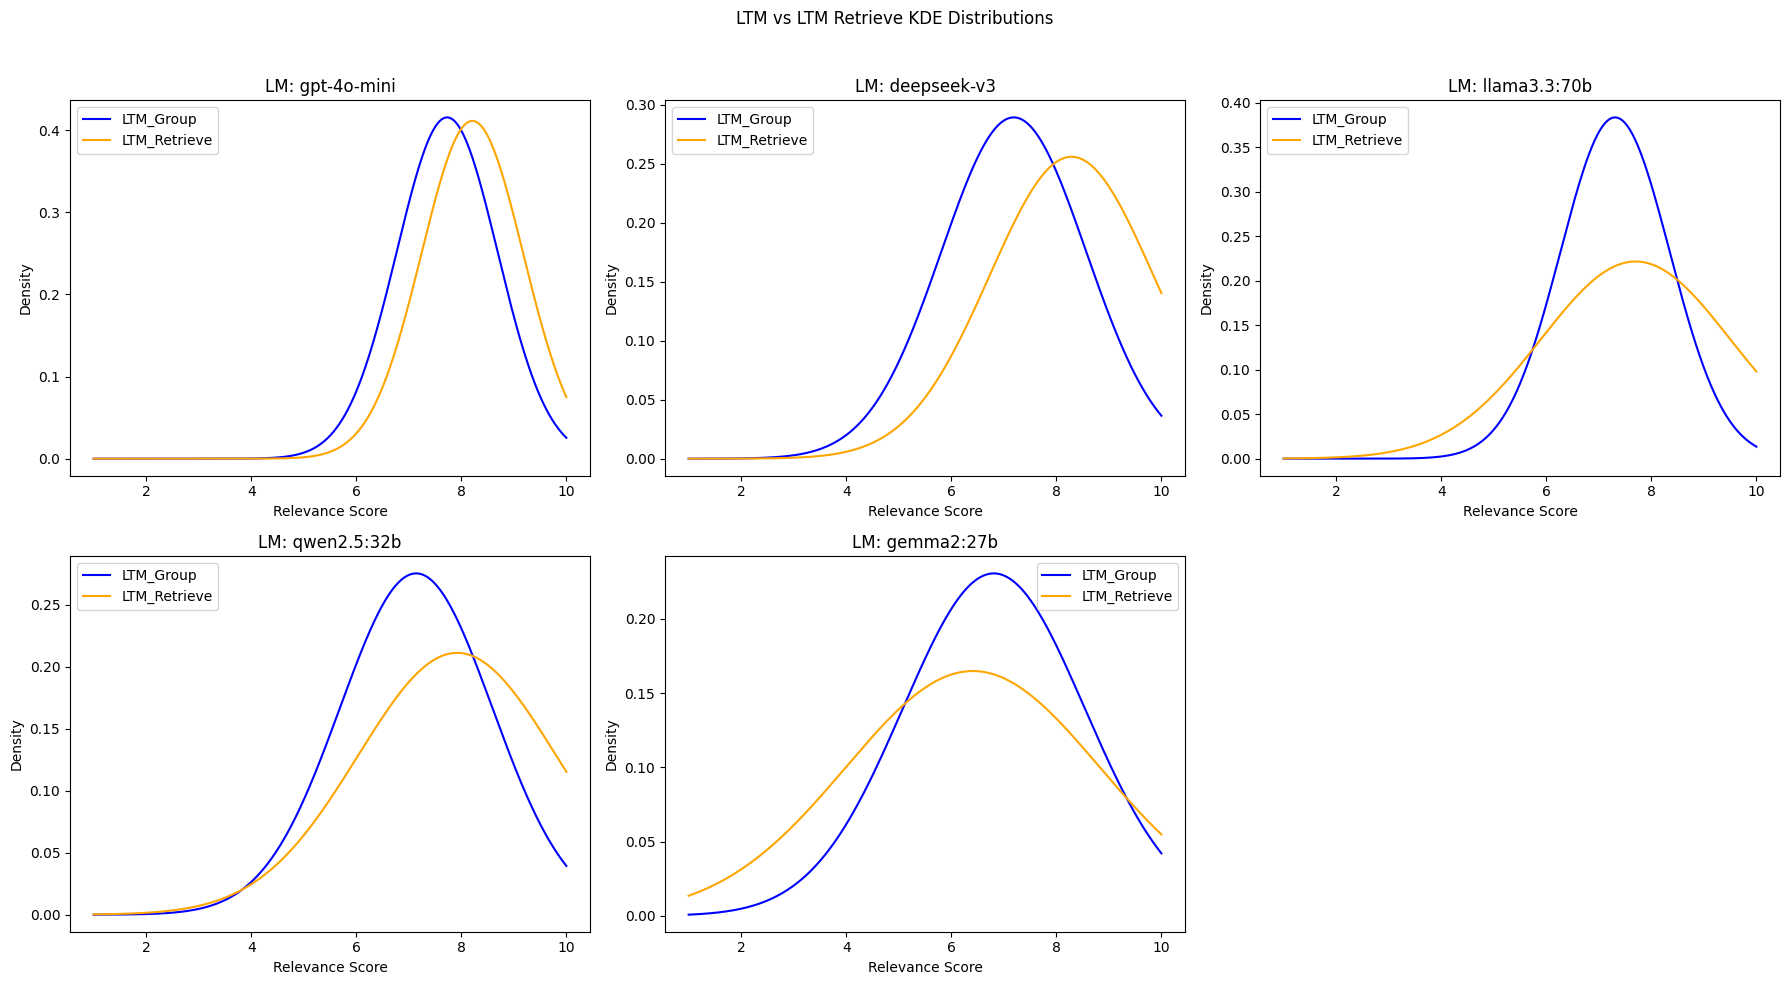 LTM vs LTM Retrieve KDE Distributions
LM: gpt-4o-mini
LTM_Group
LTM_Retrieve
0.4
0.3
0.2
0.1
0.0
Density
2 4 6 8 10
Relevance Score
LM: deepseek-v3
LTM_Group
LTM_Retrieve
0.30
0.25
0.20
0.15
0.10
0.05
0.00
Density
2 4 6 8 10
Relevance Score
LM: llama3.3:70b
LTM_Group
LTM_Retrieve
0.40
0.35
0.30
0.25
0.20
0.15
0.10
0.05
0.00
Density
2 4 6 8 10
Relevance Score
LM: qwen2.5:32b
LTM_Group
LTM_Retrieve
0.25
0.20
0.15
0.10
0.05
0.00
Density
2 4 6 8 10
Relevance Score
LM: gemma2:27b
LTM_Group
LTM_Retrieve
0.20
0.15
0.10
0.05
0.00
Density
2 4 6 8 10
Relevance Score